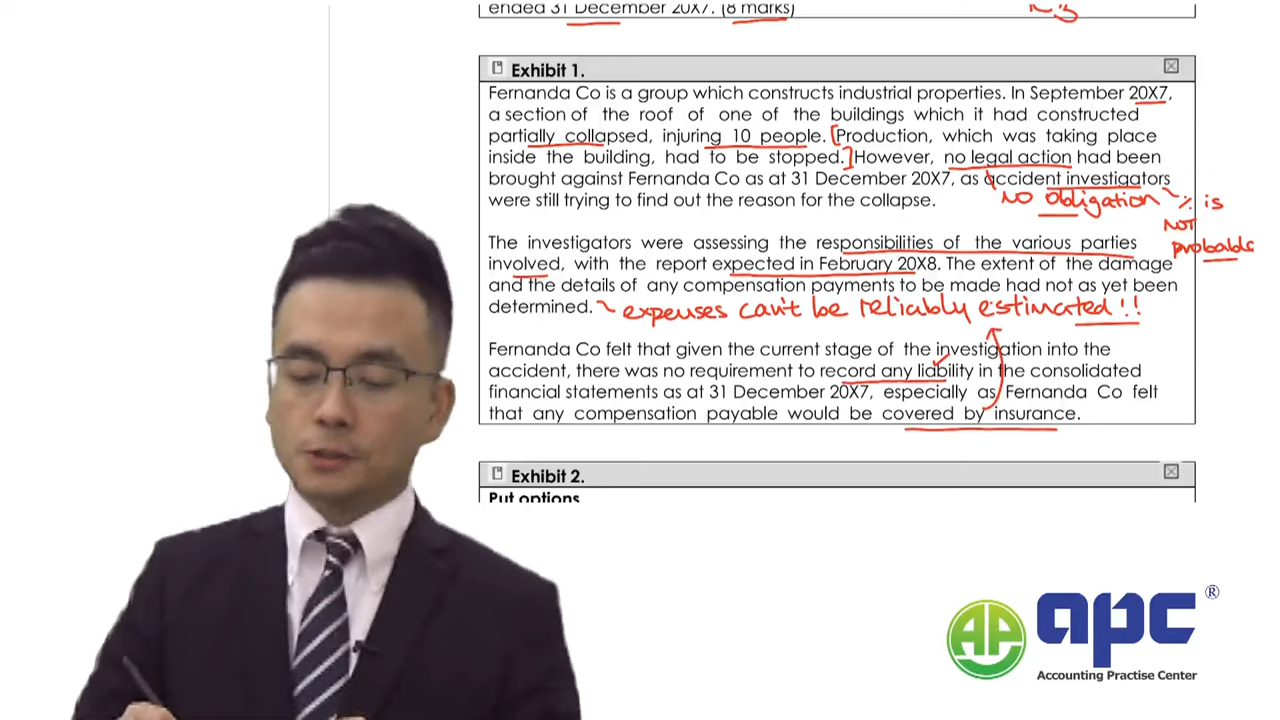 ended 31 December 20X7. (8 marks)
Exhibit 1.
Fernanda Co is a group which constructs industrial properties. In September 20X7,
a section of the roof of one of the buildings which it had constructed
partially collapsed, injuring 10 people. [Production, which was taking place
inside the building, had to be stopped.] However, no legal action had been
brought against Fernanda Co as at 31 December 20X7, as accident investigators
were still trying to find out the reason for the collapse.
NO obligation
is
NOT
probable
The investigators were assessing the responsibilities of the various parties
involved, with the report expected in February 20X8. The extent of the damage
and the details of any compensation payments to be made had not as yet been
determined.
expenses can't be reliably estimated!!
Fernanda Co felt that given the current stage of the investigation into the
accident, there was no requirement to record any liability in the consolidated
financial statements as at 31 December 20X7, especially as Fernanda Co felt
that any compensation payable would be covered by insurance.
Exhibit 2.
Put options
AP
apc
®
Accounting Practise Center